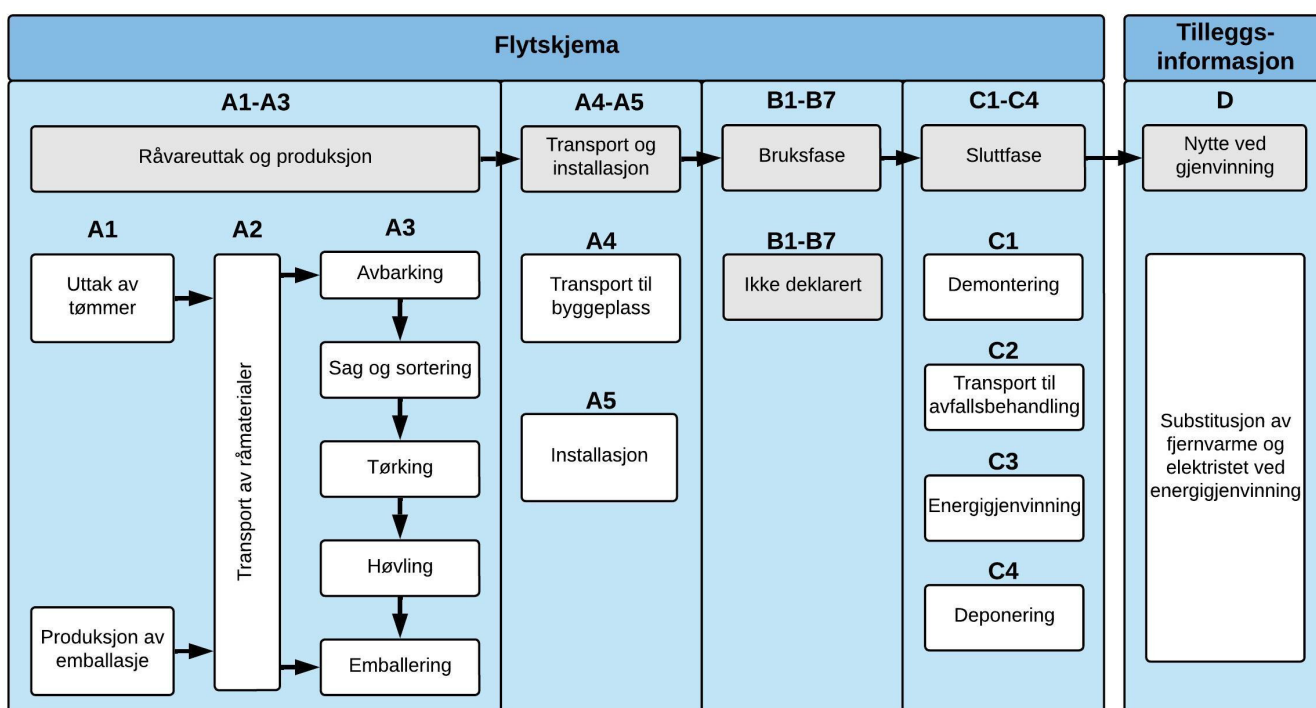 Flytskjema
Tilleggs-
informasjon
A1-A3
Råvareuttak og produksjon
A4-A5
Transport og
installasjon
B1-B7
Bruksfase
C1-C4
Sluttfase
D
Nytte ved
gjenvinning
A1
Uttak av
tømmer
Produksjon av
emballasje
A2
Transport av råmaterialer
A3
Avbarking
Sag og sortering
Tørking
Høvling
Emballering
A4
Transport til
byggeplass
A5
Installasjon
B1-B7
Ikke deklarert
C1
Demontering
C2
Transport til
avfallsbehandling
C3
Energigjenvinning
C4
Deponering
Substitusjon av
fjernvarme og
elektristet ved
energigjenvinning